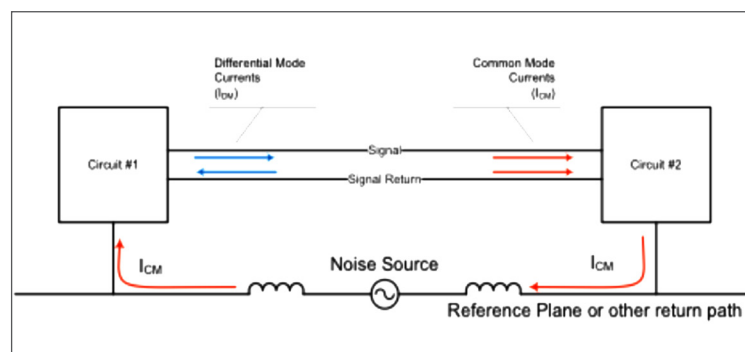 Differential Mode
Currents
(IDM)
Common Mode
Currents
(ICM)
Circuit #1
Signal
Signal Return
Circuit #2
ICM
Noise Source
ICM
Reference Plane or other return path